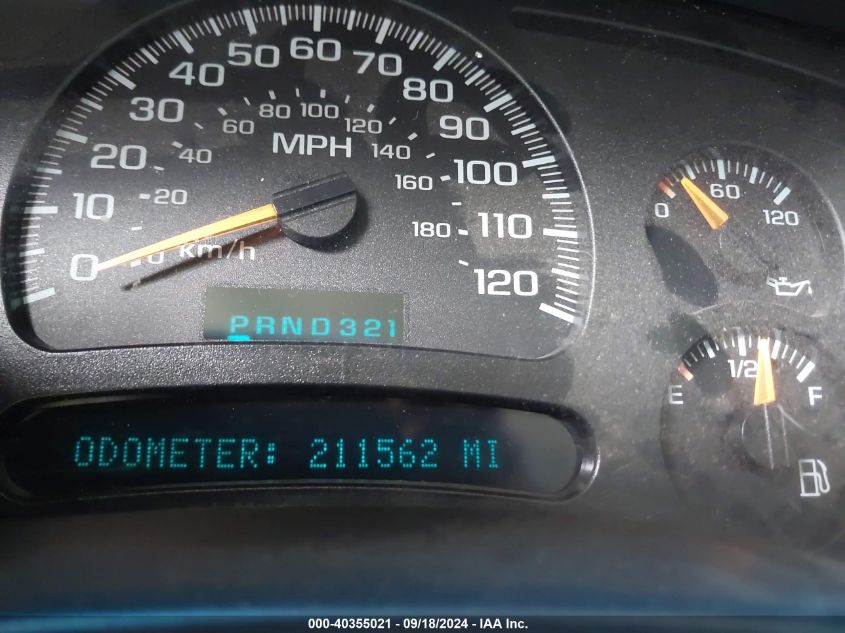 0 10 20 30 40 50 60 70 80 90 100 110 120
20 40 60 80 100 120 140 160 180
MPH
0 km/h
PRND321
ODOMETER: 211562 MI
0 60 120
E 1/2 F
000-40355021 - 09/18/2024 - IAA Inc.